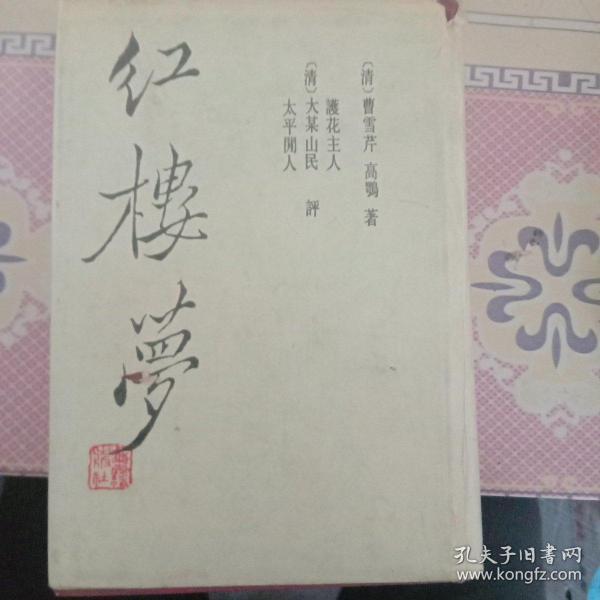 红樓夢
〔清〕曹雪芹 高鶚 著
護花主人
〔清〕大某山民 評
太平閒人
孔夫子旧书网
www.kongfz.com